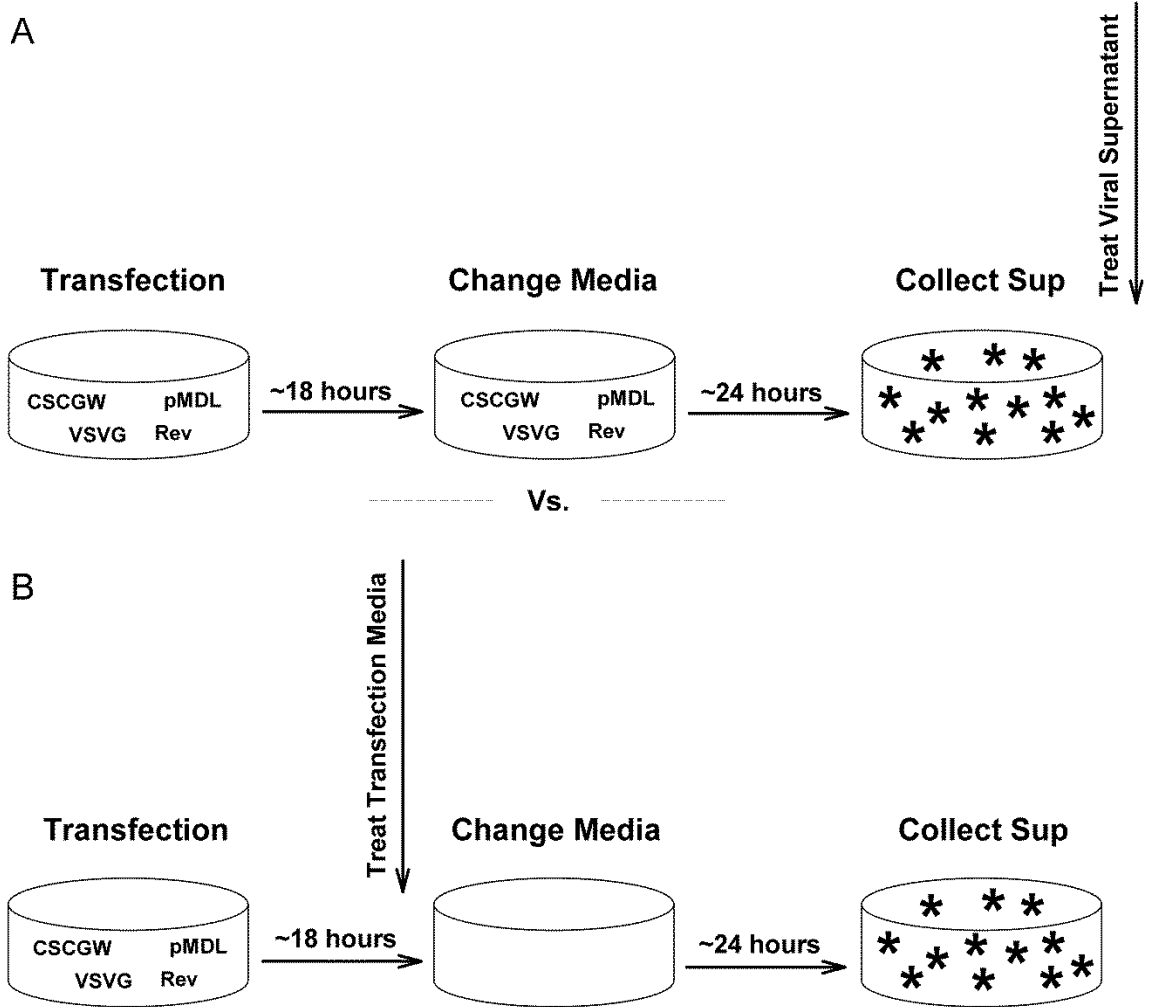 A
Treat Viral Supernatant
Transfection
Change Media
Collect Sup
CSCGW pMDL
VSVG Rev
~18 hours
CSCGW pMDL
VSVG Rev
~24 hours
Vs.
B
Treat Transfection Media
Transfection
Change Media
Collect Sup
CSCGW pMDL
VSVG Rev
~18 hours
~24 hours